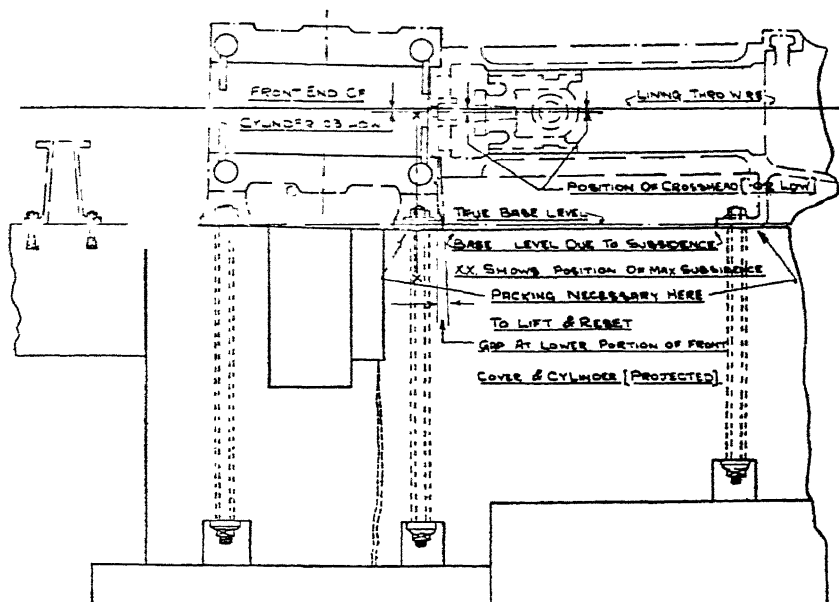 FRONT END OF
CYLINDER .03 LOW
LINING THRO WIRE
POSITION OF CROSSHEAD [ LOW]
TRUE BASE LEVEL
BASE LEVEL DUE TO SUBSIDENCE
XX. SHOWS POSITION OF MAX SUBSIDENCE
PACKING NECESSARY HERE
TO LIFT & RESET
GAP AT LOWER PORTION OF FRONT
COVER & CYLINDER [PROJECTED]
X
X